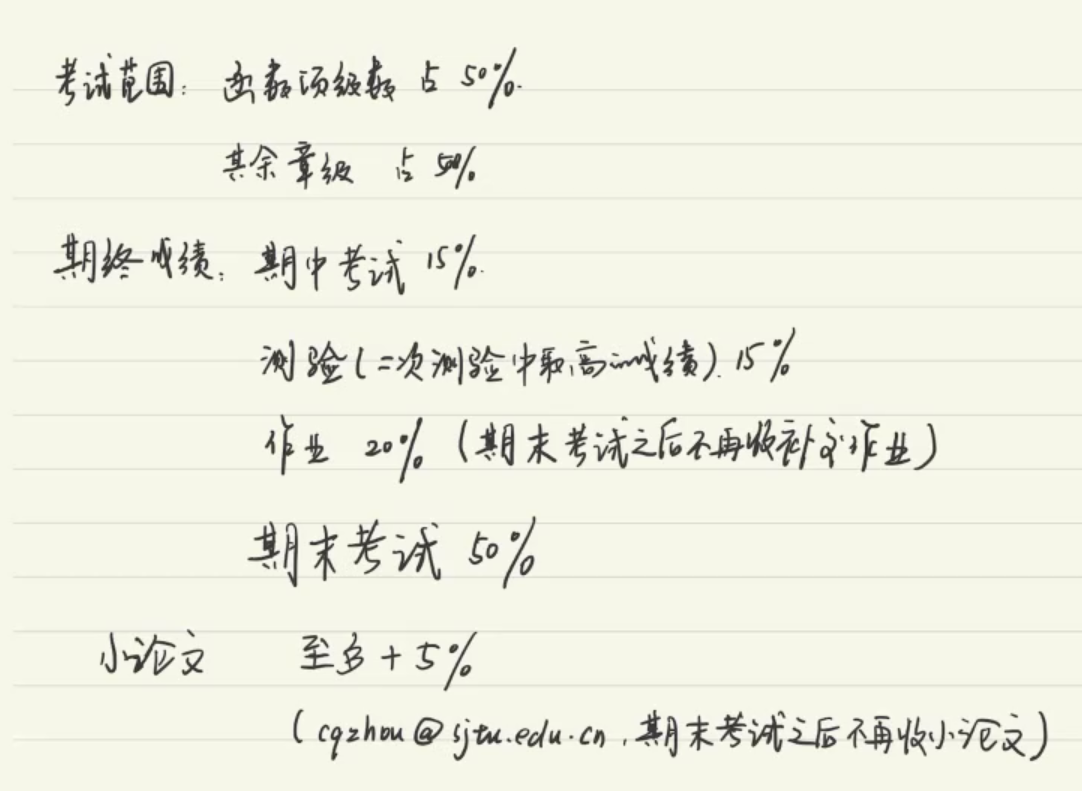 考试范围: 函数项级数 占 50%.
其余章级 占 50%.
期终成绩: 期中考试 15%.
测验(二次测验中取高的成绩). 15%
作业 20% (期末考试之后不再收补交作业)
期末考试 50%
小论文 至多 + 5%
(cqzhou@sjtu.edu.cn, 期末考试之后不再收小论文)